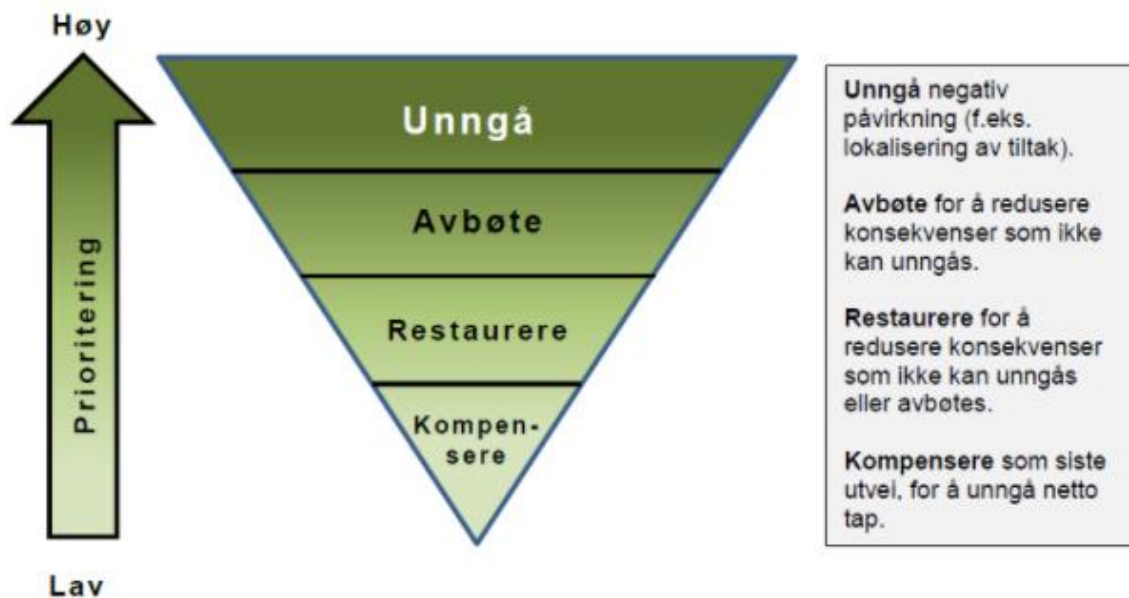 Høy
Prioritering
Lav
Unngå
Avbøte
Restaurere
Kompen-
sere
Unngå negativ
påvirkning (f.eks.
lokalisering av tiltak).
Avbøte for å redusere
konsekvenser som ikke
kan unngås.
Restaurere for å
redusere konsekvenser
som ikke kan unngås
eller avbøtes.
Kompensere som siste
utvei, for å unngå netto
tap.